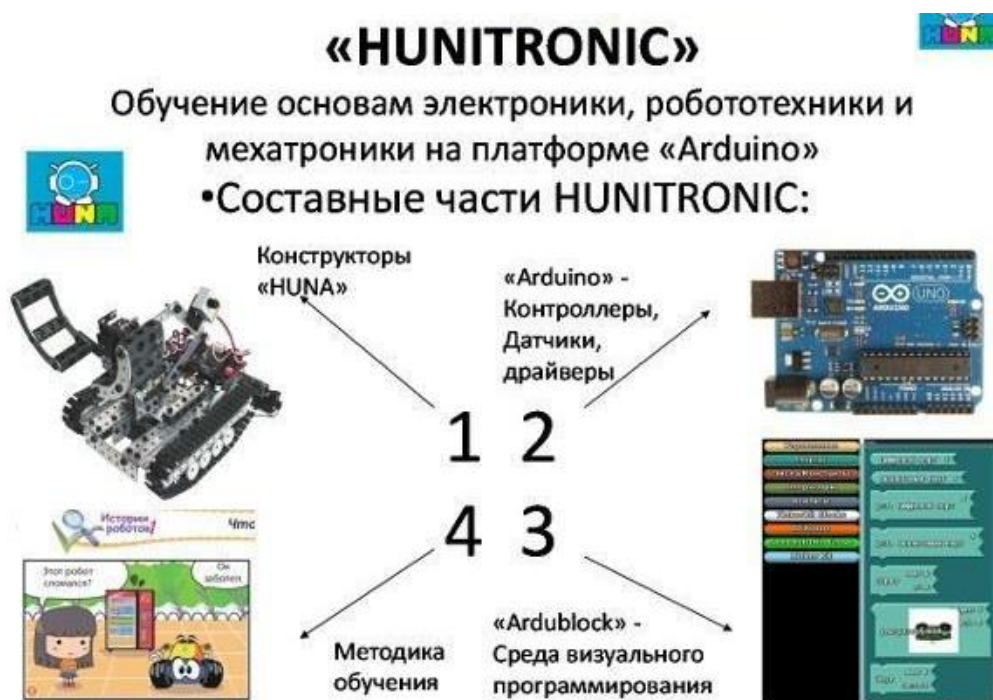 «HUNITRONIC»
HUNA
Обучение основам электроники, робототехники и
мехатроники на платформе «Arduino»
HUNA
•Составные части HUNITRONIC:
Конструкторы
«HUNA»
«Arduino» -
Контроллеры,
Датчики,
драйверы
UNO
ARDUINO
1 2
4 3
Истории
роботов!
Что
Этот робот
сломался?
Он
заболел.
Методика
обучения
«Ardublock» -
Среда визуального
программирования